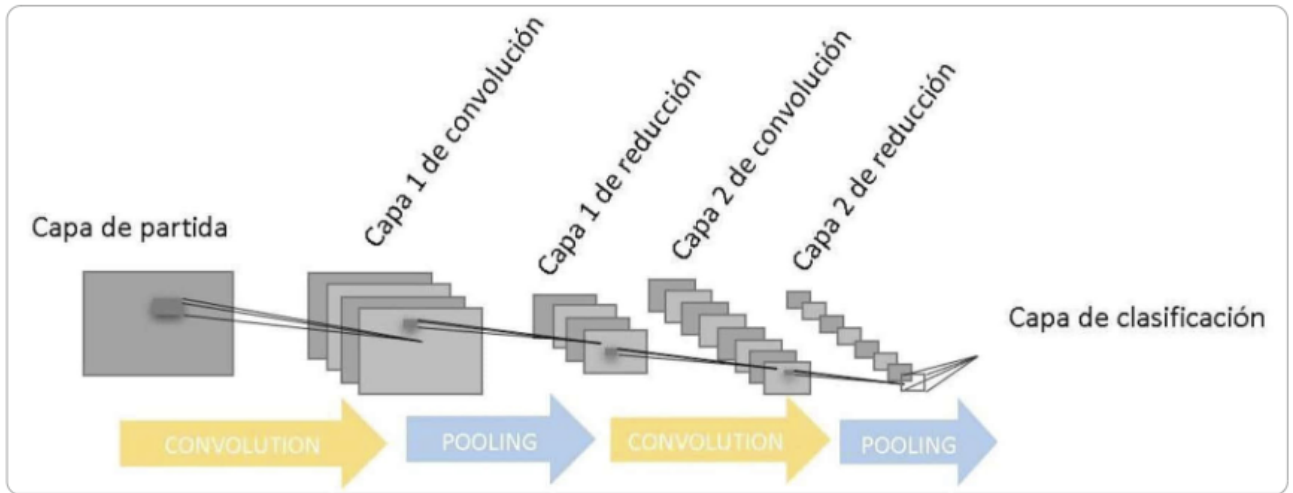 Capa de partida
Capa 1 de convolución
Capa 1 de reducción
Capa 2 de convolución
Capa 2 de reducción
Capa de clasificación
CONVOLUTION
POOLING
CONVOLUTION
POOLING